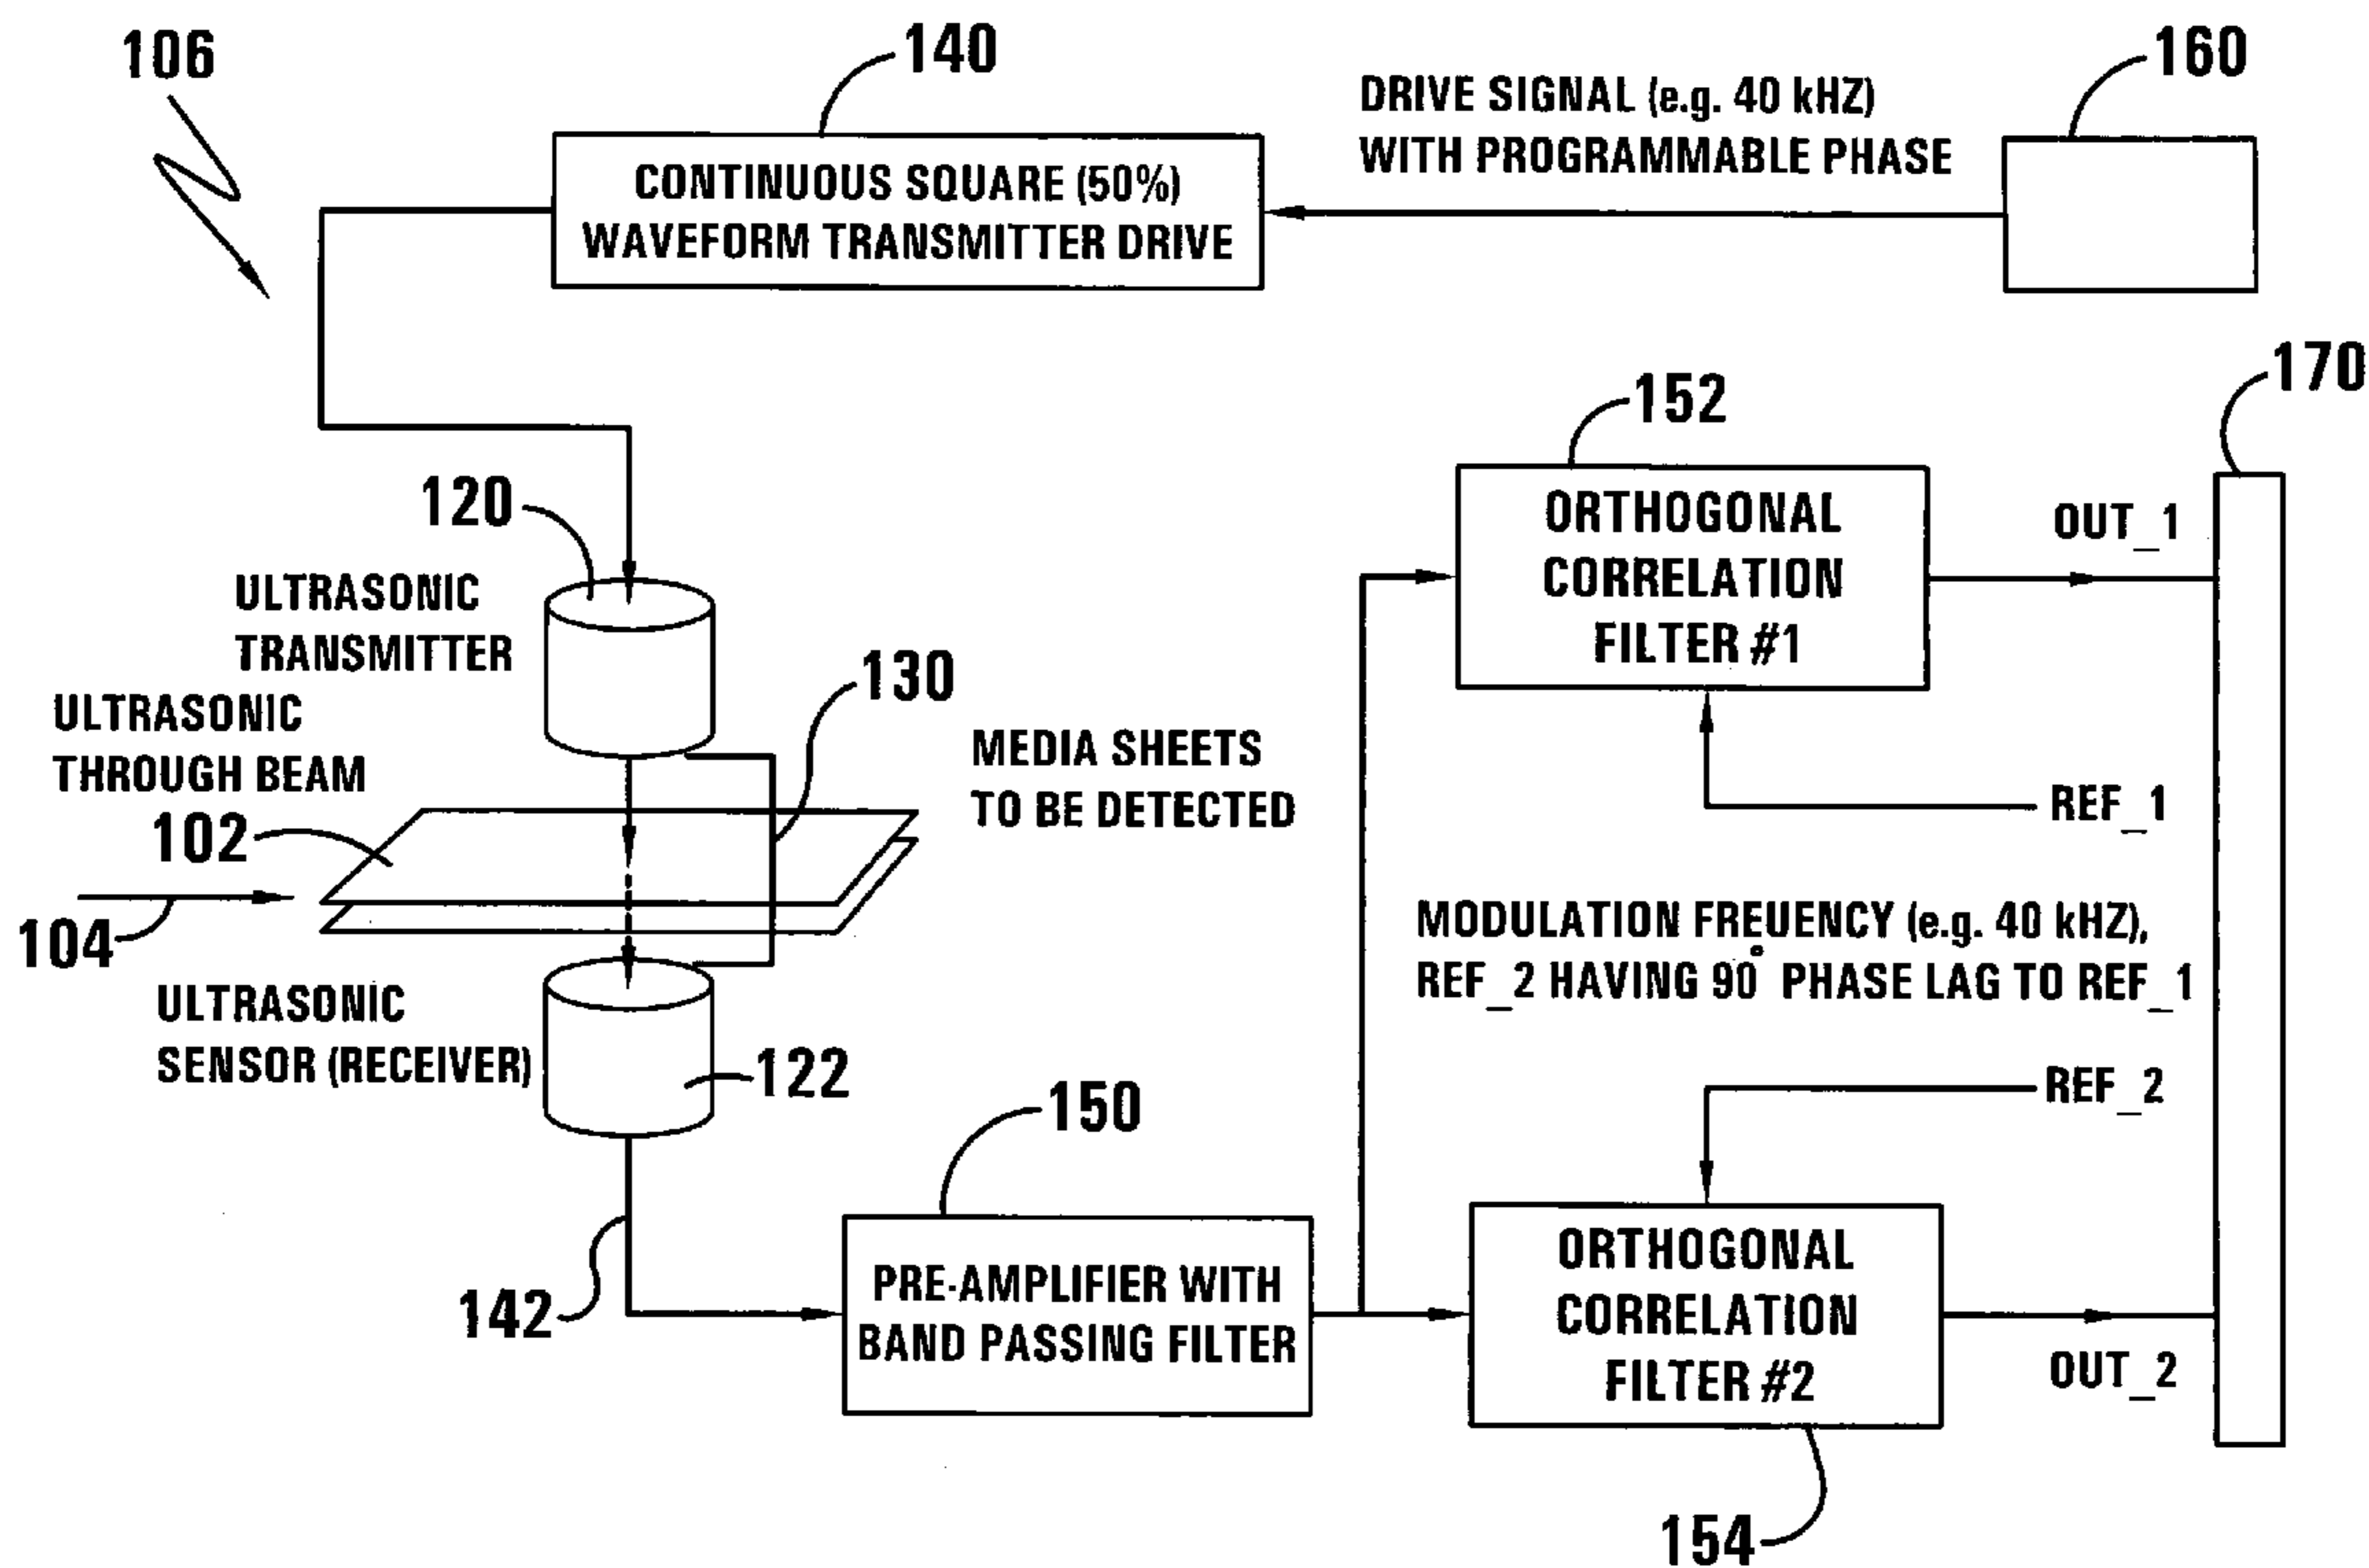 106
140
160
DRIVE SIGNAL (e.g. 40 kHZ)
WITH PROGRAMMABLE PHASE
CONTINUOUS SQUARE (50%)
WAVEFORM TRANSMITTER DRIVE
170
152
120
ORTHOGONAL
CORRELATION
FILTER #1
OUT_1
ULTRASONIC
TRANSMITTER
130
ULTRASONIC
THROUGH BEAM
MEDIA SHEETS
TO BE DETECTED
REF_1
102
104
MODULATION FREUENCY (e.g. 40 kHZ),
REF_2 HAVING 90° PHASE LAG TO REF_1
ULTRASONIC
SENSOR (RECEIVER)
122
REF_2
150
ORTHOGONAL
CORRELATION
FILTER #2
142
PRE-AMPLIFIER WITH
BAND PASSING FILTER
OUT_2
154